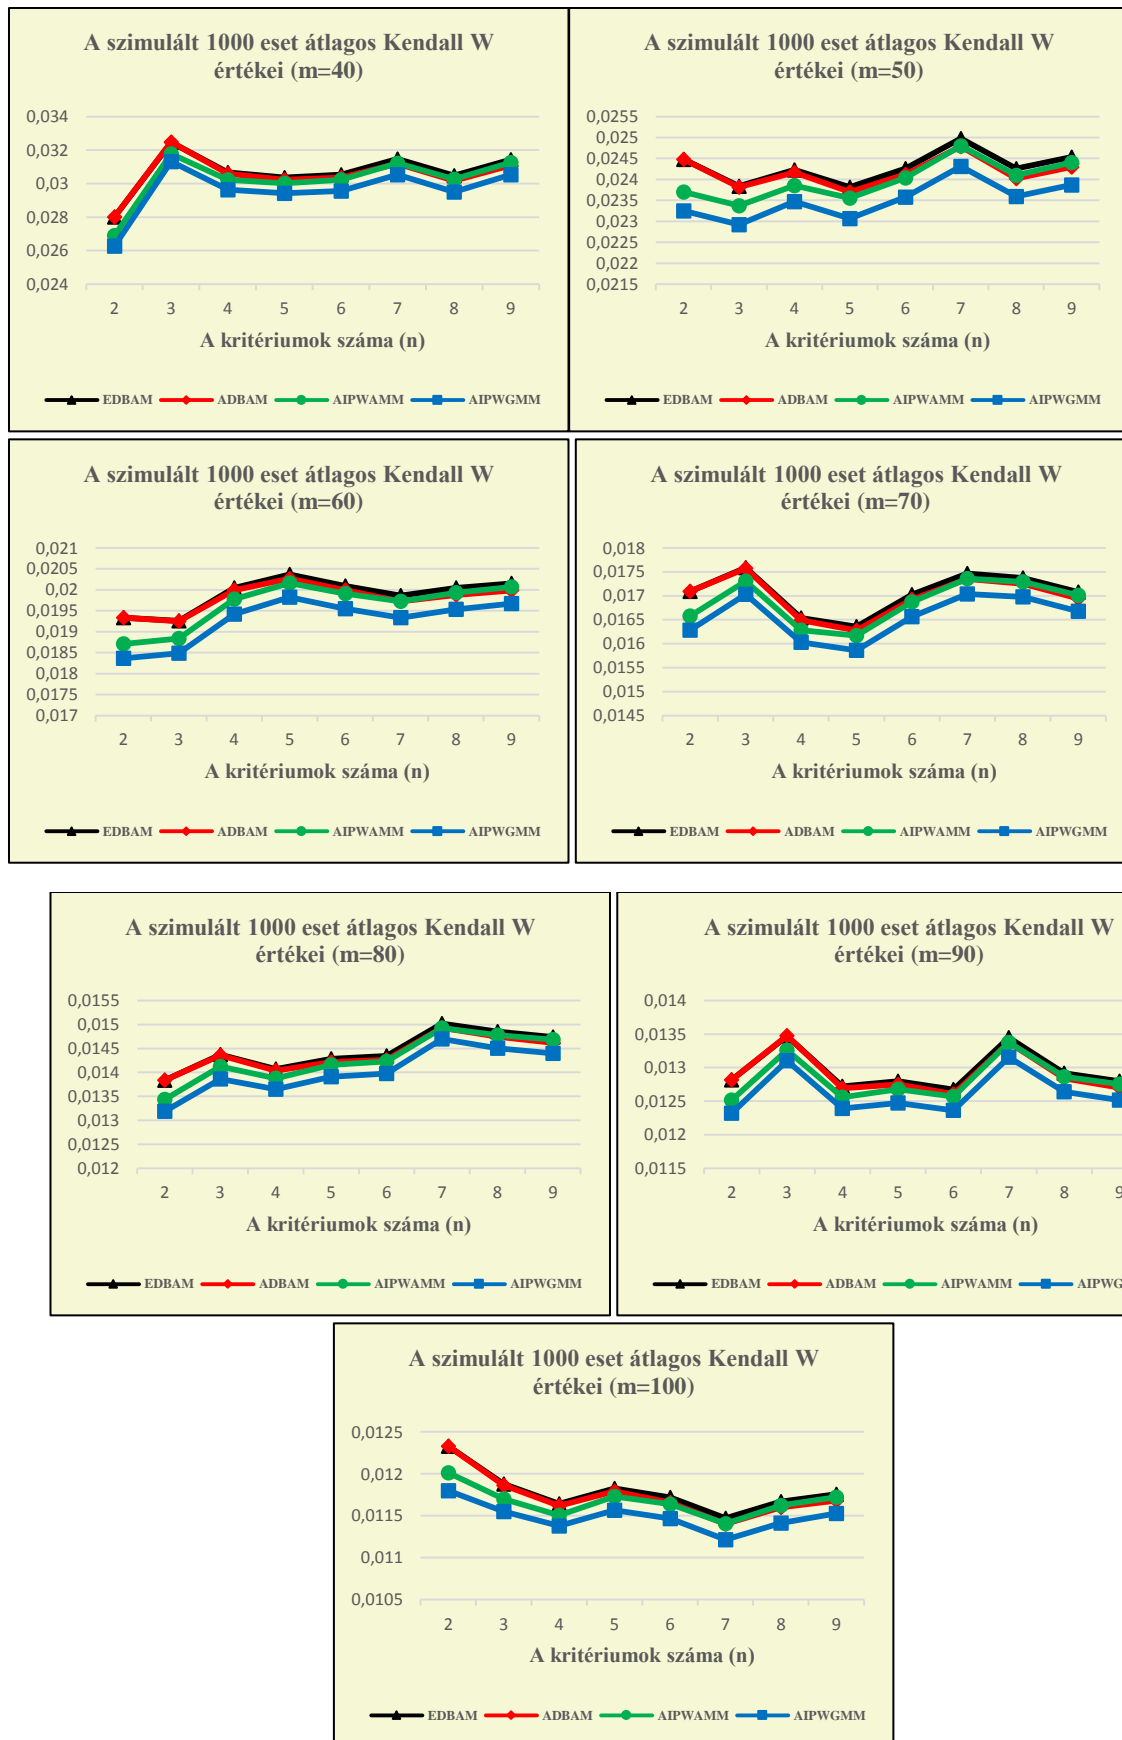 A szimulált 1000 eset átlagos Kendall W
értékei (m=40)
0,034
0,032
0,03
0,028
0,026
0,024
2 3 4 5 6 7 8 9
A kritériumok száma (n)
EDBAM ADBAM AIPWAMM AIPWGMM
A szimulált 1000 eset átlagos Kendall W
értékei (m=50)
0,0255
0,025
0,0245
0,024
0,0235
0,023
0,0225
0,022
0,0215
2 3 4 5 6 7 8 9
A kritériumok száma (n)
EDBAM ADBAM AIPWAMM AIPWGMM
A szimulált 1000 eset átlagos Kendall W
értékei (m=60)
0,021
0,0205
0,02
0,0195
0,019
0,0185
0,018
0,0175
0,017
2 3 4 5 6 7 8 9
A kritériumok száma (n)
EDBAM ADBAM AIPWAMM AIPWGMM
A szimulált 1000 eset átlagos Kendall W
értékei (m=70)
0,018
0,0175
0,017
0,0165
0,016
0,0155
0,015
0,0145
2 3 4 5 6 7 8 9
A kritériumok száma (n)
EDBAM ADBAM AIPWAMM AIPWGMM
A szimulált 1000 eset átlagos Kendall W
értékei (m=80)
0,0155
0,015
0,0145
0,014
0,0135
0,013
0,0125
0,012
2 3 4 5 6 7 8 9
A kritériumok száma (n)
EDBAM ADBAM AIPWAMM AIPWGMM
A szimulált 1000 eset átlagos Kendall W
értékei (m=90)
0,014
0,0135
0,013
0,0125
0,012
0,0115
2 3 4 5 6 7 8 9
A kritériumok száma (n)
EDBAM ADBAM AIPWAMM AIPWG
A szimulált 1000 eset átlagos Kendall W
értékei (m=100)
0,0125
0,012
0,0115
0,011
0,0105
2 3 4 5 6 7 8 9
A kritériumok száma (n)
EDBAM ADBAM AIPWAMM AIPWGMM